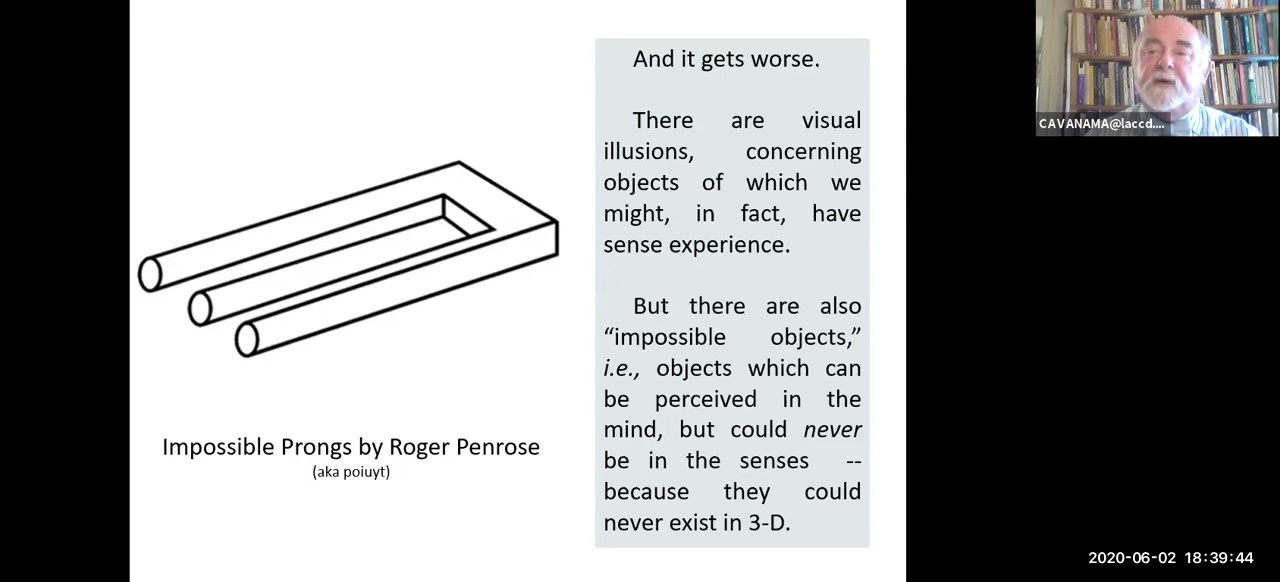 And it gets worse.
There are visual
illusions, concerning
objects of which we
might, in fact, have
sense experience.
But there are also
“impossible objects,”
i.e., objects which can
be perceived in the
mind, but could never
be in the senses --
because they could
never exist in 3-D.
Impossible Prongs by Roger Penrose
(aka poiuyt)
CAVANAMA@laccd....
2020-06-02 18:39:44